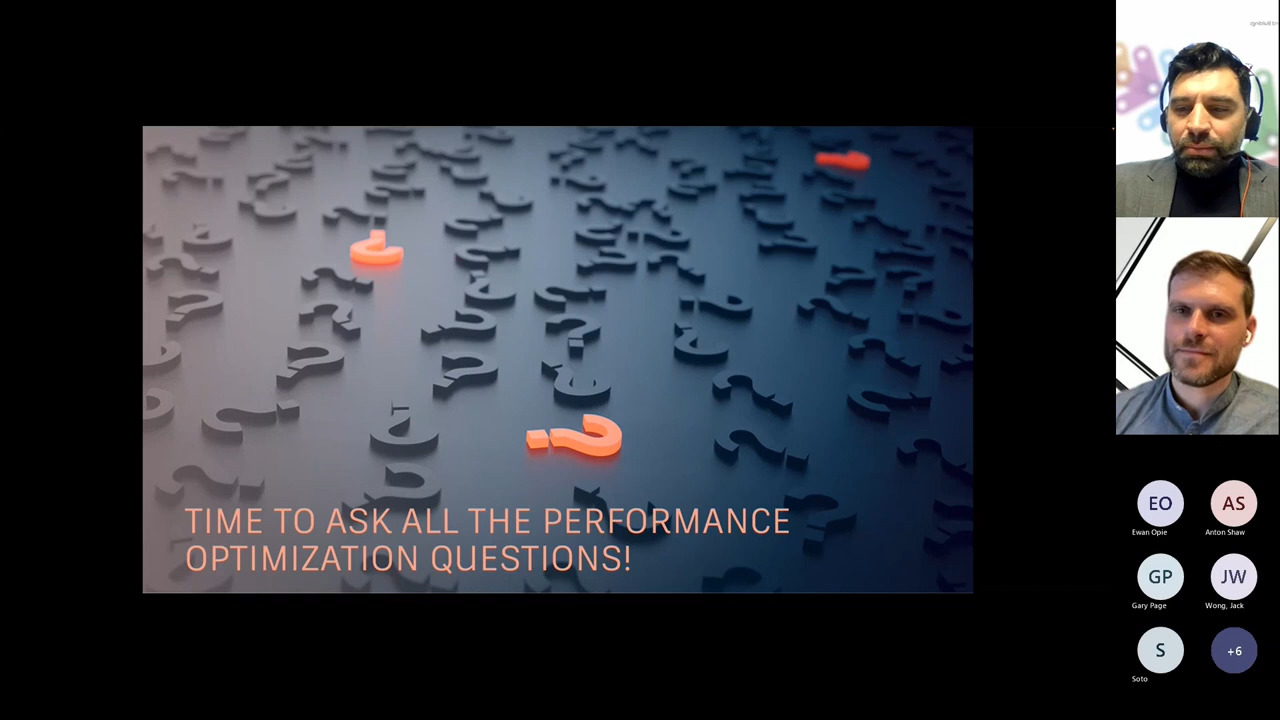 TIME TO ASK ALL THE PERFORMANCE
OPTIMIZATION QUESTIONS!
EO
AS
Ewan Opie
Anton Shaw
GP
JW
Gary Page
Wong, Jack
S
+6
Soto